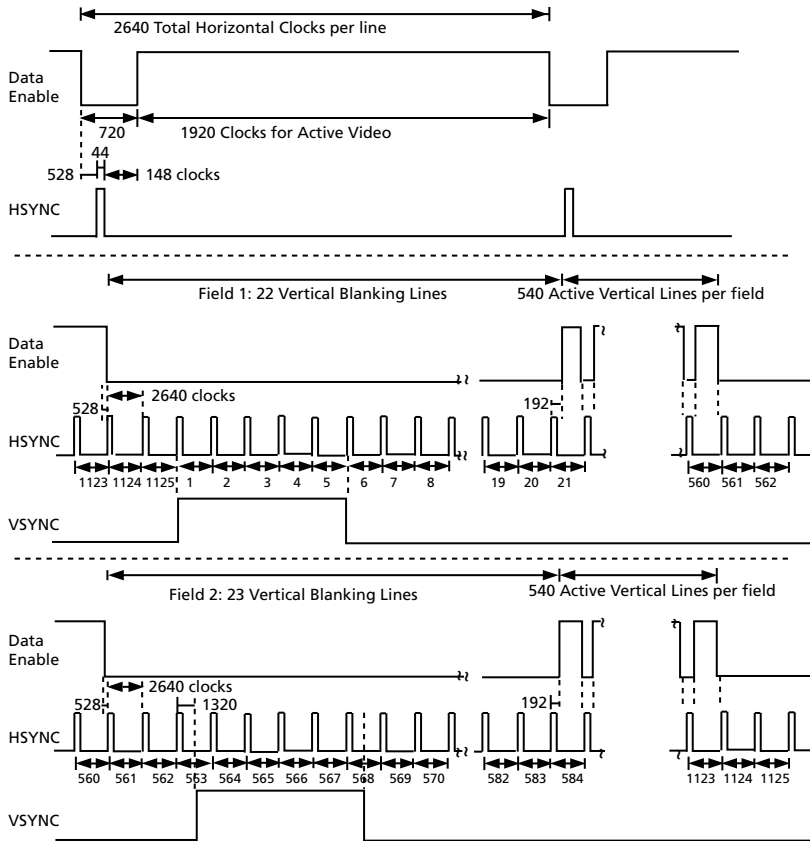 2640 Total Horizontal Clocks per line
Data
Enable
720
1920 Clocks for Active Video
44
528
148 clocks
HSYNC
Field 1: 22 Vertical Blanking Lines
540 Active Vertical Lines per field
Data
Enable
2640 clocks
528
192
HSYNC
1123 1124 1125 1 2 3 4 5 6 7 8 19 20 21 560 561 562
VSYNC
Field 2: 23 Vertical Blanking Lines
540 Active Vertical Lines per field
Data
Enable
2640 clocks
528
1320
192
HSYNC
560 561 562 563 564 565 566 567 568 569 570 582 583 584 1123 1124 1125
VSYNC